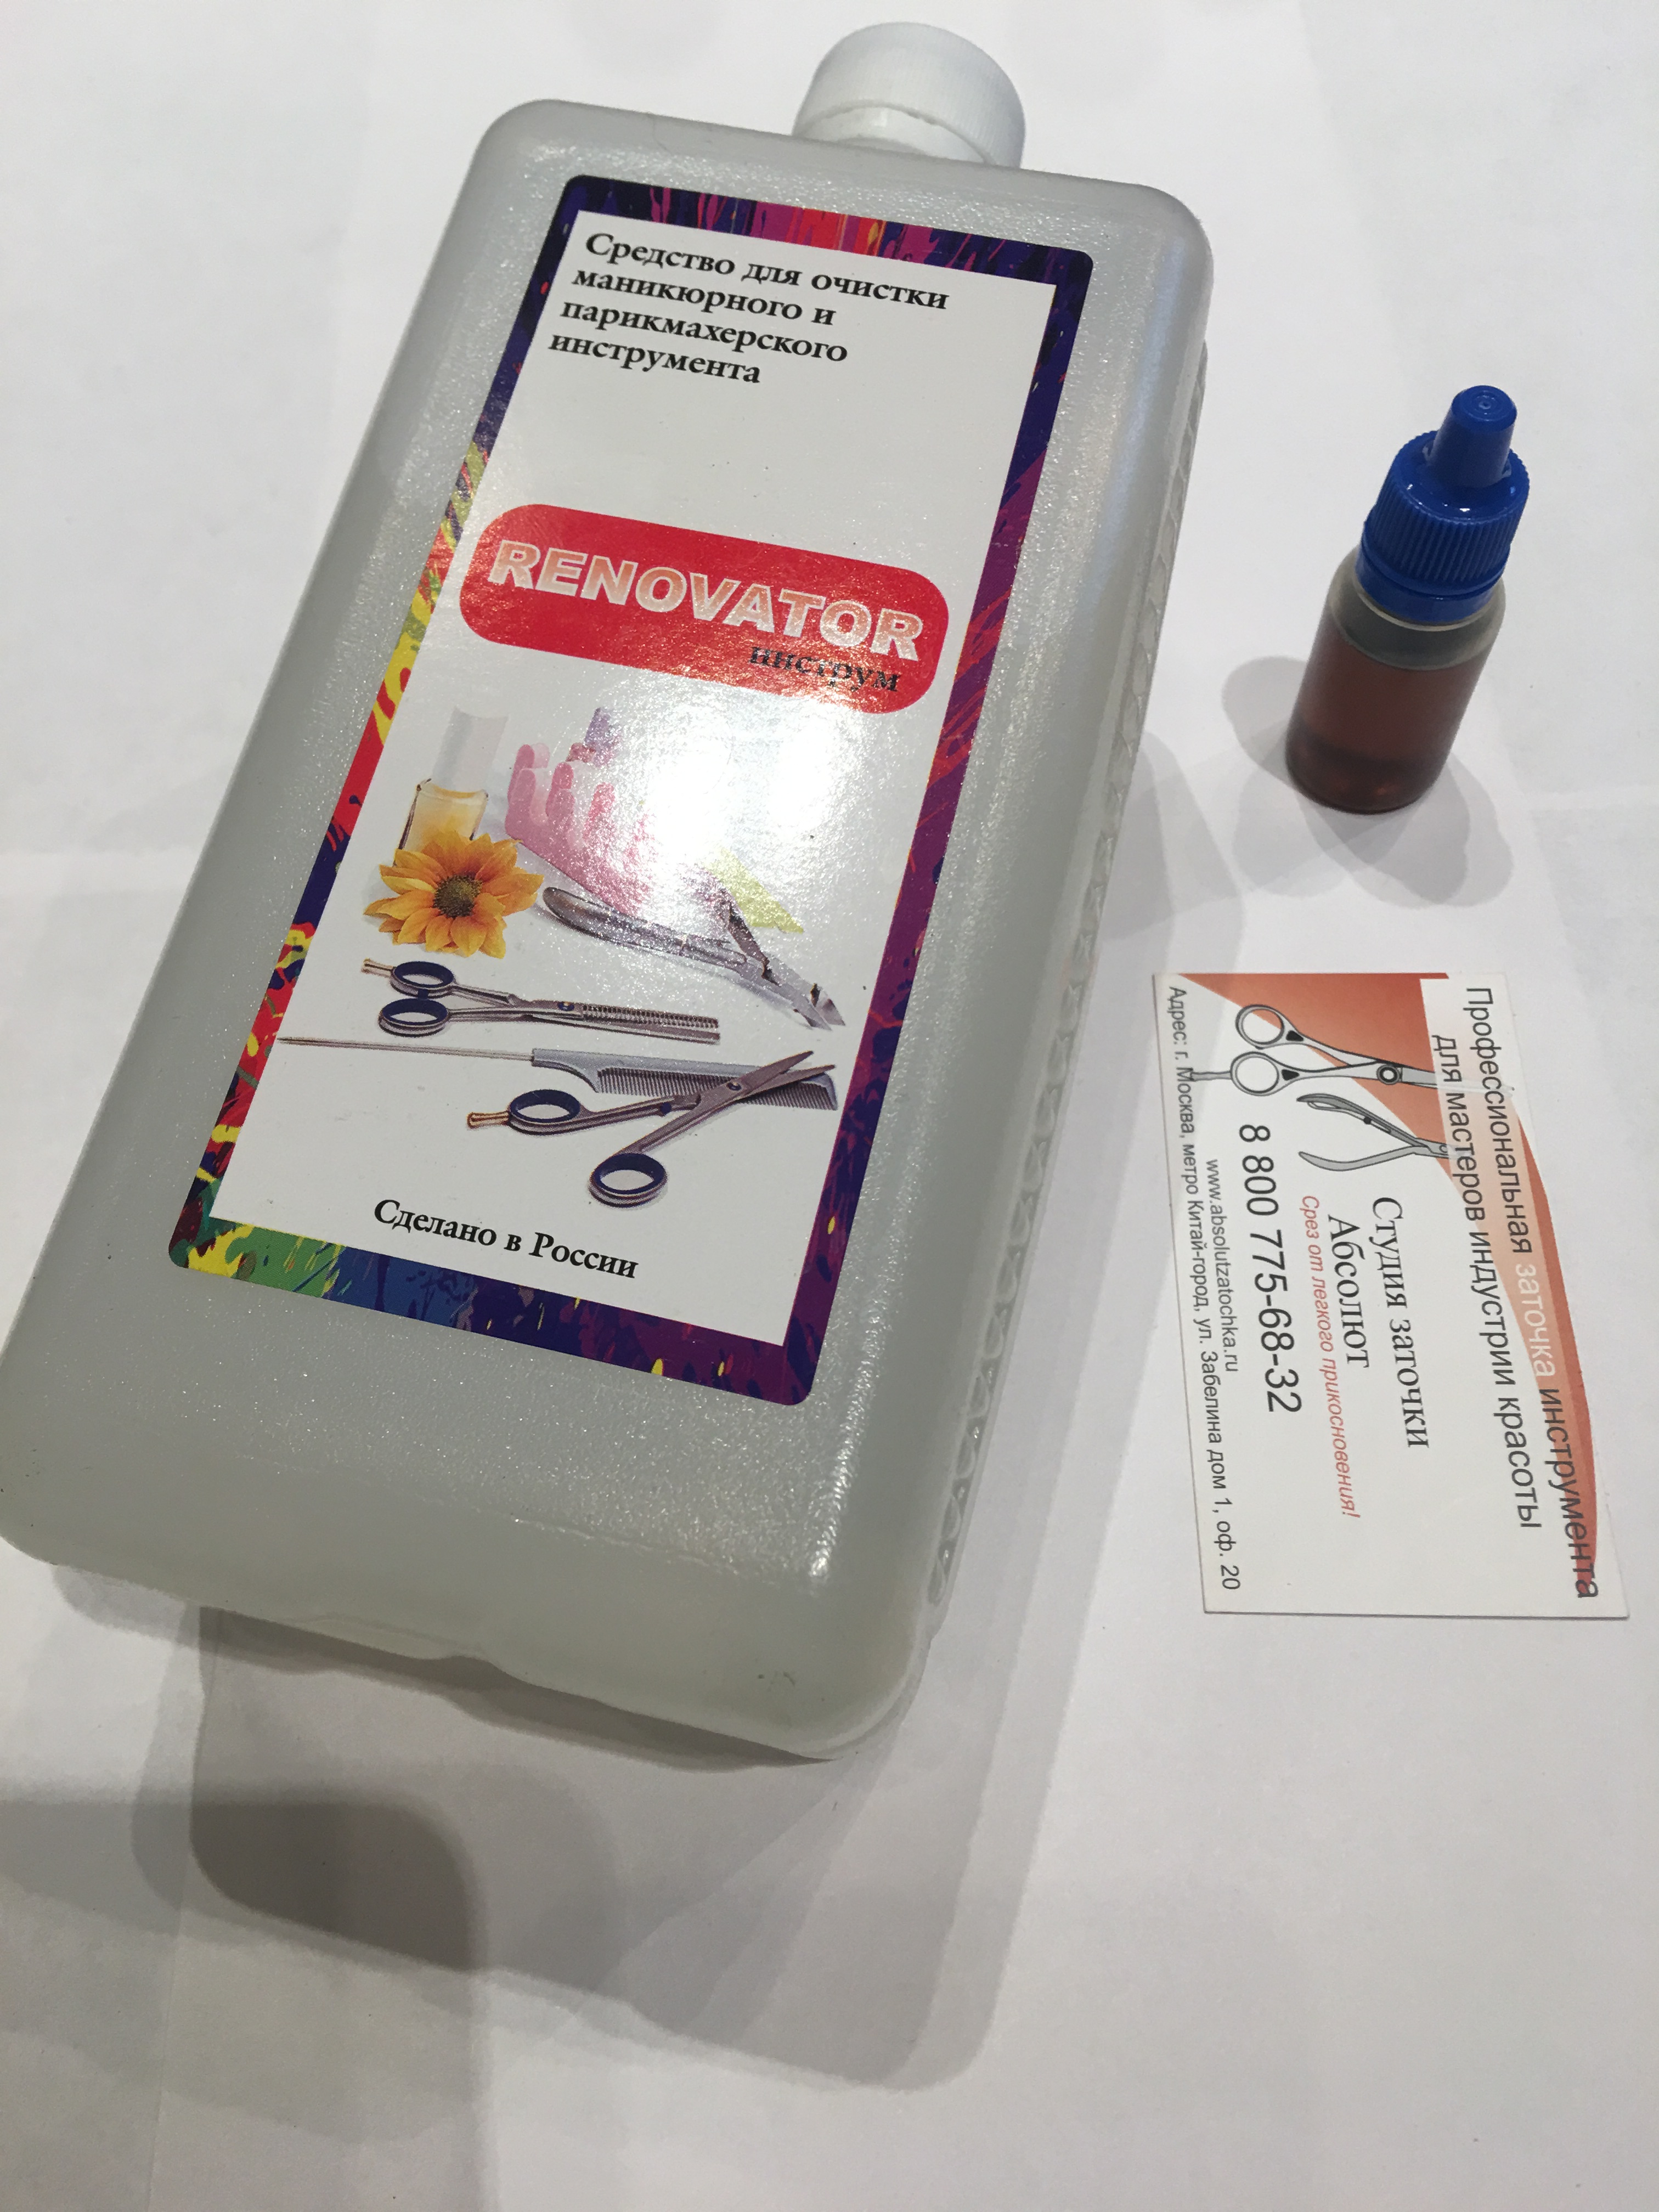 Средство для очистки
маникюрного и
парикмахерского
инструмента
RENOVATOR
инструм
Сделано в России
Профессиональная заточка инструмента
для мастеров индустрии красоты
Студия заточки
Абсолют
Срез от легкого прикосновения!
8 800 775-68-32
www.absolutzatochka.ru
Адрес: г. Москва, метро Китай-город, ул. Забелина дом 1, оф. 20